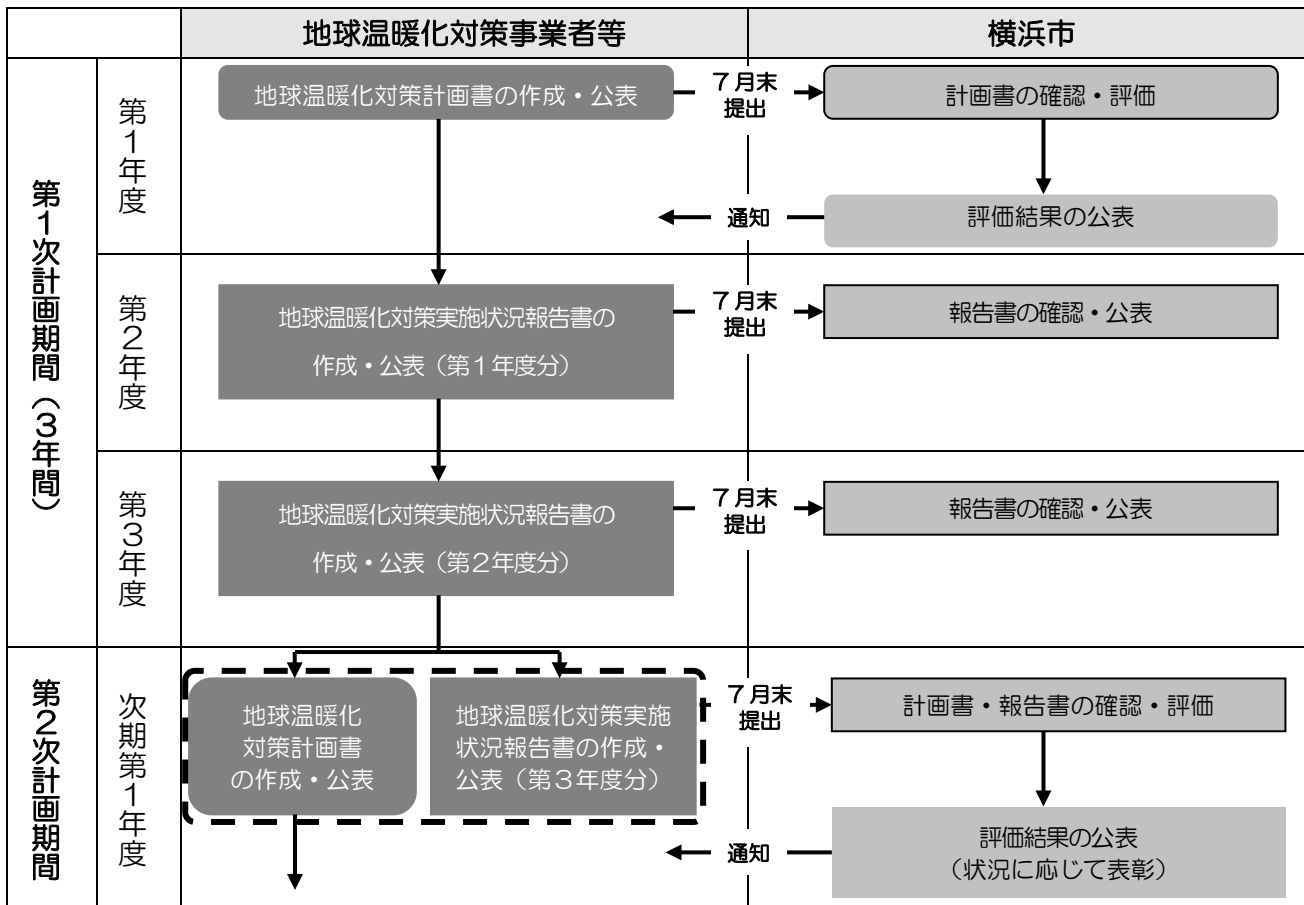 地球温暖化対策事業者等
横浜市
第1次計画期間（3年間）
第1年度
地球温暖化対策計画書の作成・公表
7月末
提出
計画書の確認・評価
通知
評価結果の公表
第2年度
地球温暖化対策実施状況報告書の
作成・公表（第1年度分）
7月末
提出
報告書の確認・公表
第3年度
地球温暖化対策実施状況報告書の
作成・公表（第2年度分）
7月末
提出
報告書の確認・公表
第2次計画期間
次期第1年度
地球温暖化
対策計画書
の作成・公表
地球温暖化対策実施
状況報告書の作成・
公表（第3年度分）
7月末
提出
計画書・報告書の確認・評価
通知
評価結果の公表
（状況に応じて表彰）